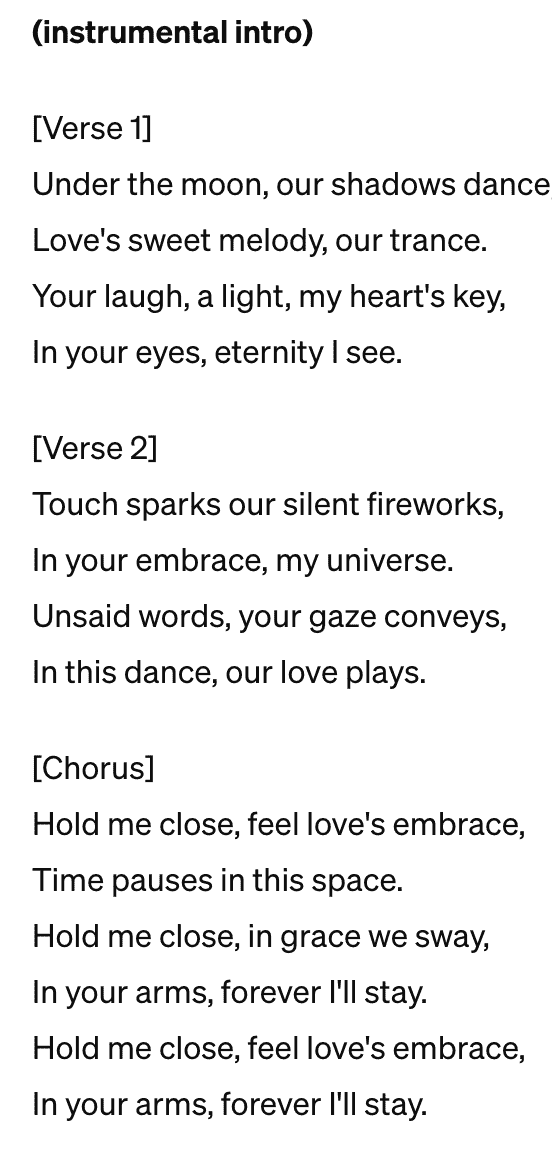 (instrumental intro)
[Verse 1]
Under the moon, our shadows dance,
Love's sweet melody, our trance.
Your laugh, a light, my heart's key,
In your eyes, eternity I see.
[Verse 2]
Touch sparks our silent fireworks,
In your embrace, my universe.
Unsaid words, your gaze conveys,
In this dance, our love plays.
[Chorus]
Hold me close, feel love's embrace,
Time pauses in this space.
Hold me close, in grace we sway,
In your arms, forever I'll stay.
Hold me close, feel love's embrace,
In your arms, forever I'll stay.